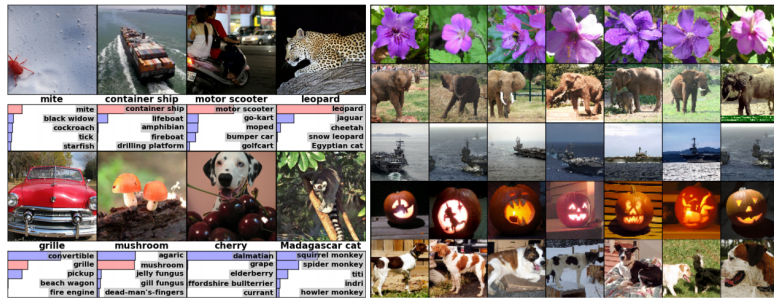 mite
container ship
motor scooter
leopard
mite
black widow
cockroach
tick
starfish
container ship
lifeboat
amphibian
fireboat
drilling platform
motor scooter
go-kart
moped
bumper car
golfcart
leopard
jaguar
cheetah
snow leopard
Egyptian cat
grille
mushroom
cherry
Madagascar cat
convertible
grille
pickup
beach wagon
fire engine
agaric
mushroom
jelly fungus
gill fungus
dead-man's-fingers
dalmatian
grape
elderberry
ffordshire bullterrier
currant
squirrel monkey
spider monkey
titi
indri
howler monkey